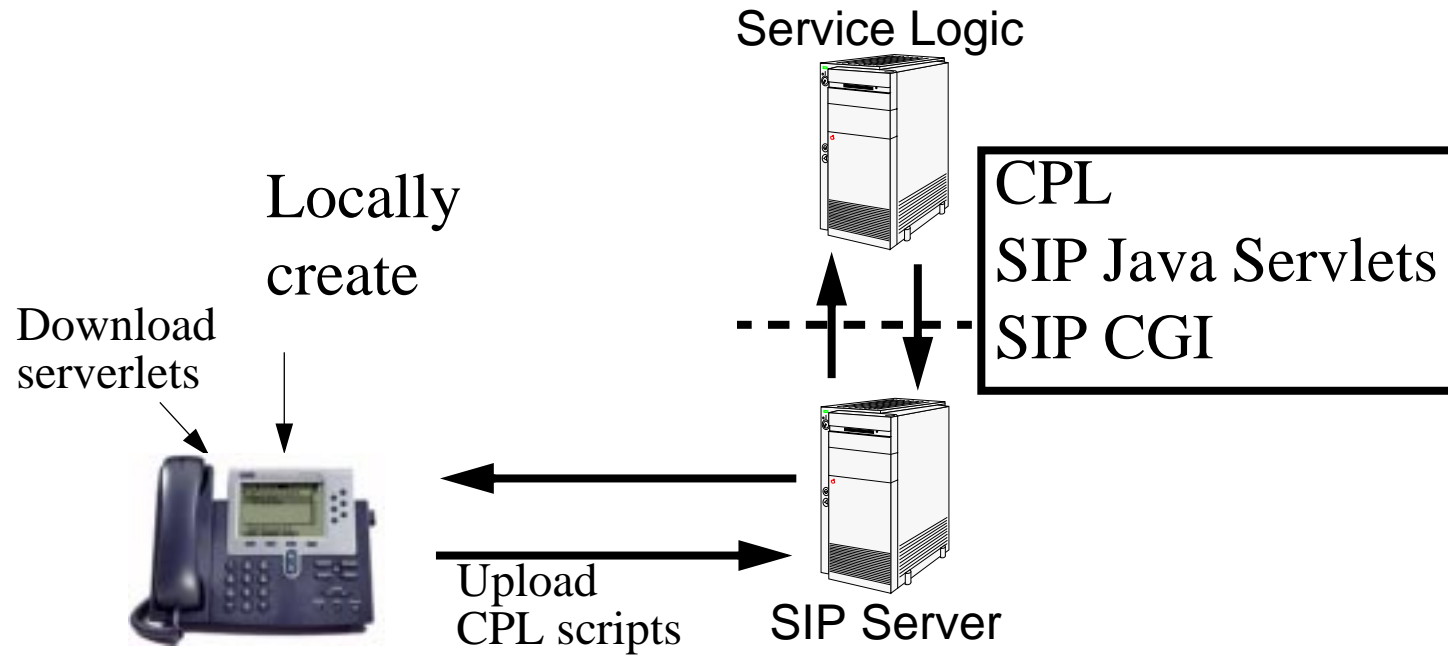 Service Logic
CPL
SIP Java Servlets
SIP CGI
Locally
create
Download
serverlets
Upload
CPL scripts
SIP Server